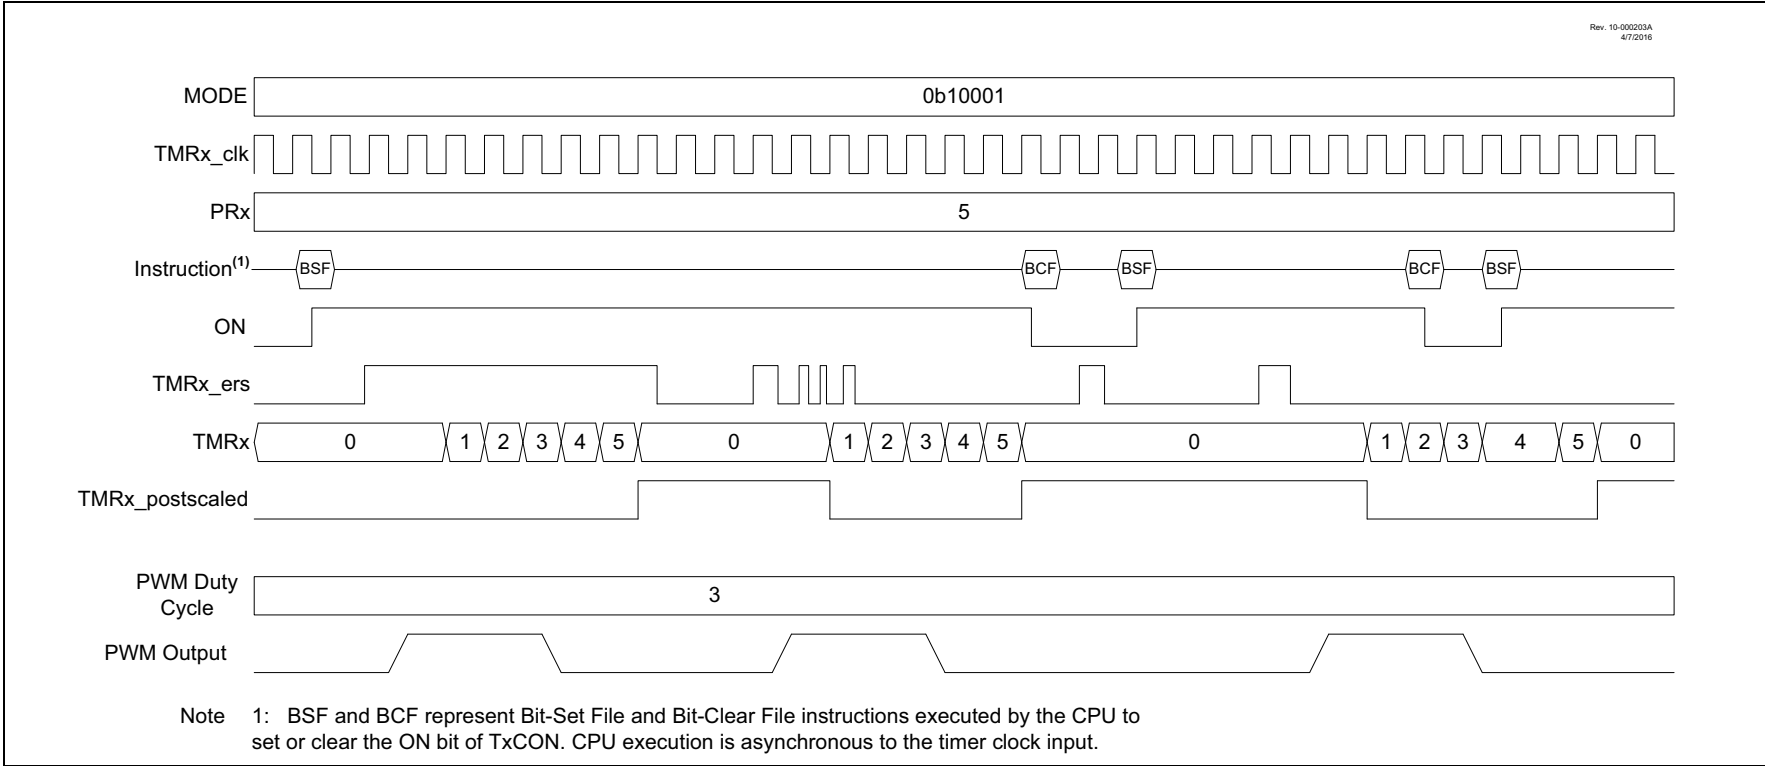 Rev. 10-000203A
4/7/2016
MODE 0b10001
TMRx_clk
PRx 5
Instruction(1) BSF BCF BSF BCF BSF
ON
TMRx_ers
TMRx 0 1 2 3 4 5 0 1 2 3 4 5 0 1 2 3 4 5 0
TMRx_postscaled
PWM Duty
Cycle 3
PWM Output
Note 1: BSF and BCF represent Bit-Set File and Bit-Clear File instructions executed by the CPU to
set or clear the ON bit of TxCON. CPU execution is asynchronous to the timer clock input.